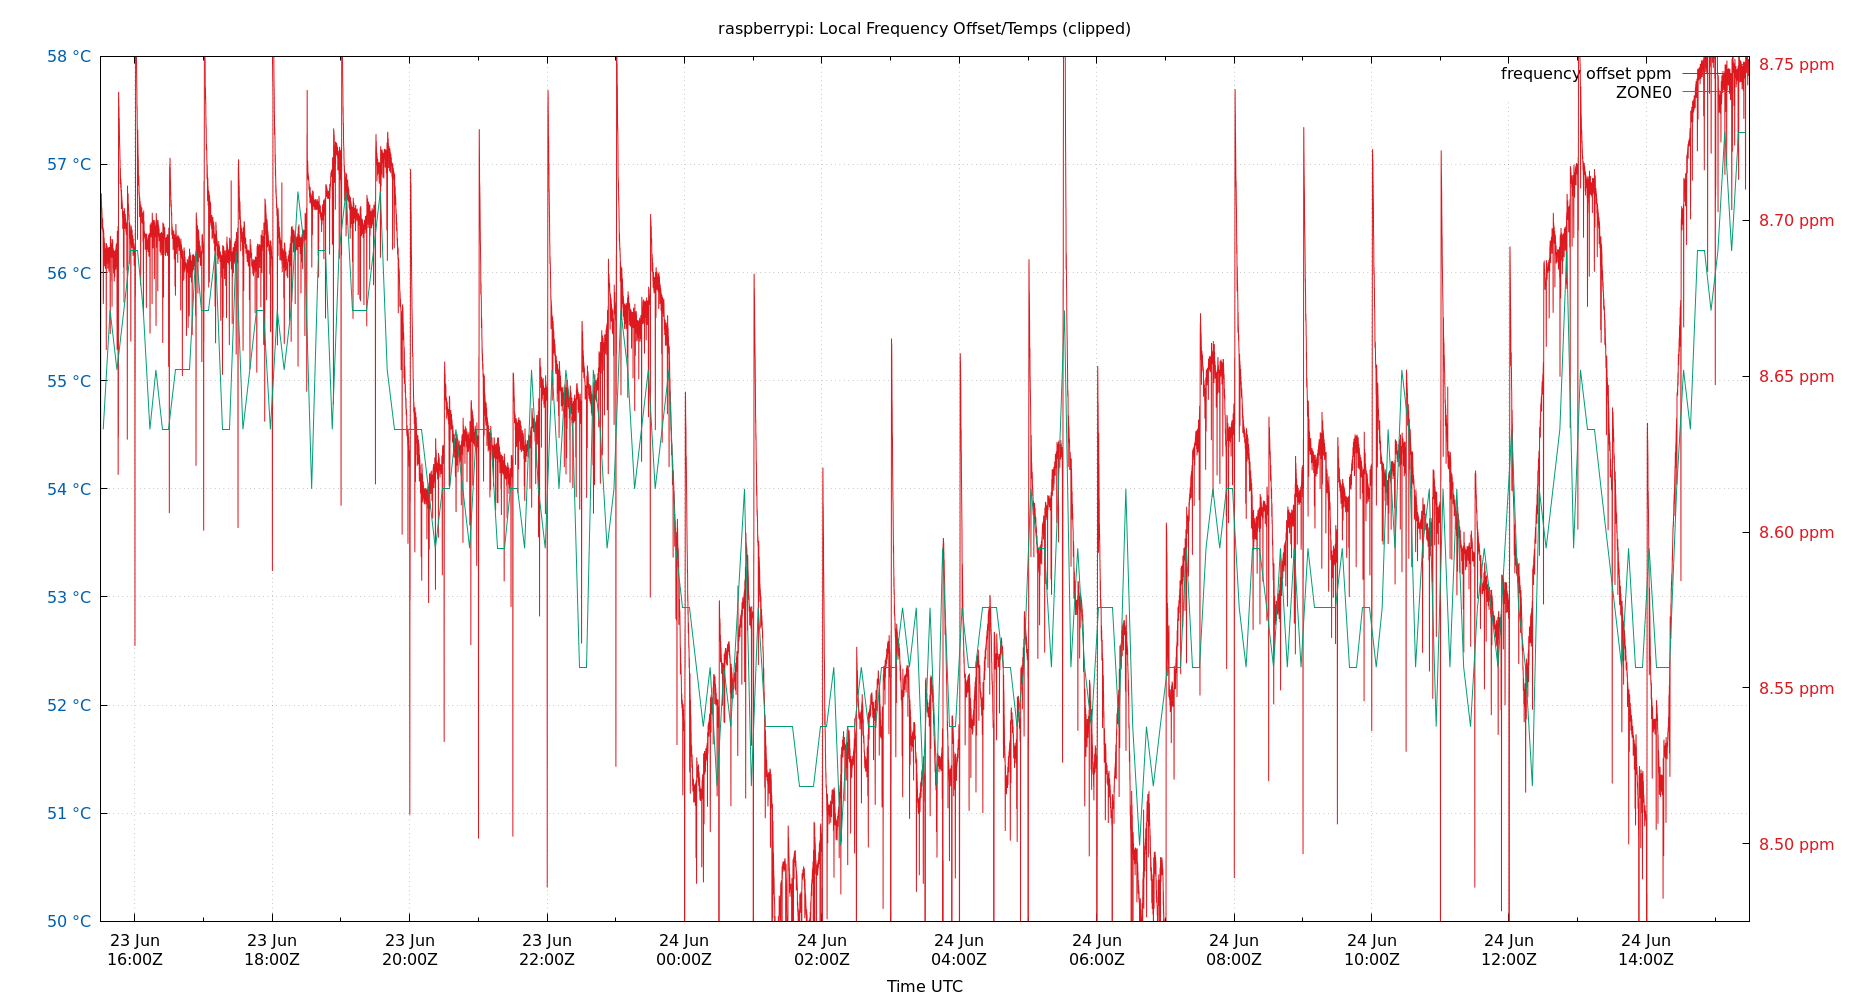 raspberrypi: Local Frequency Offset/Temps (clipped)
58 °C
57 °C
56 °C
55 °C
54 °C
53 °C
52 °C
51 °C
50 °C
frequency offset ppm
ZONE0
8.75 ppm
8.70 ppm
8.65 ppm
8.60 ppm
8.55 ppm
8.50 ppm
23 Jun 23 Jun 23 Jun 23 Jun 24 Jun 24 Jun 24 Jun 24 Jun 24 Jun 24 Jun 24 Jun 24 Jun
16:00Z 18:00Z 20:00Z 22:00Z 00:00Z 02:00Z 04:00Z 06:00Z 08:00Z 10:00Z 12:00Z 14:00Z
Time UTC